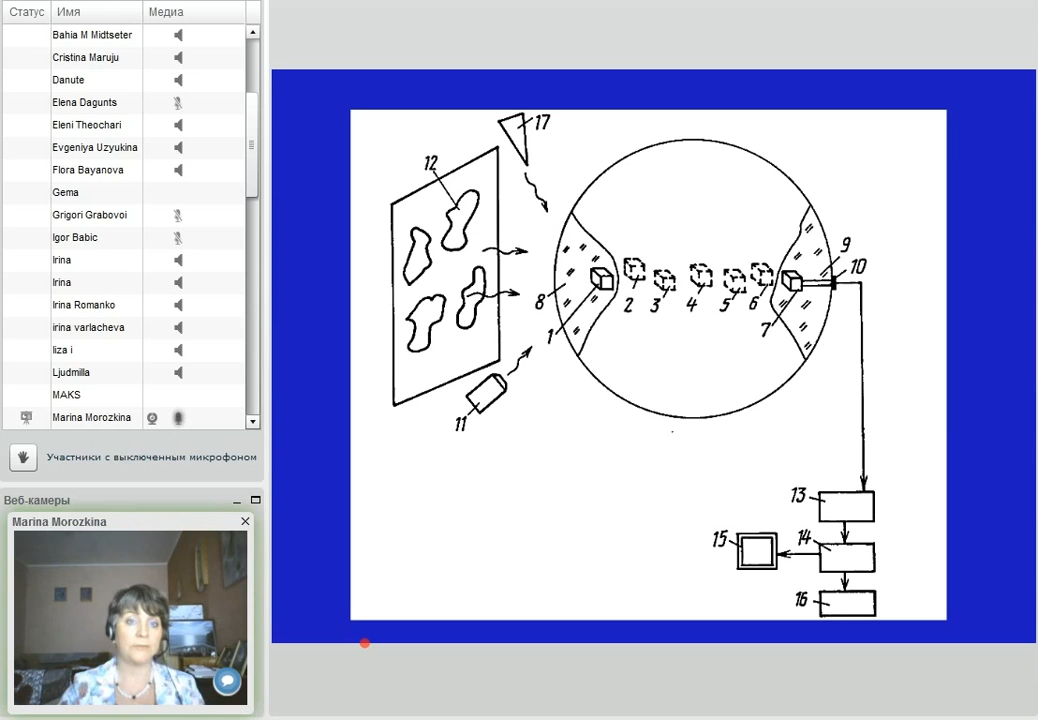 Статус Имя Медиа
Bahia M Midtseter
Cristina Maruju
Danute
Elena Dagunts
Eleni Theochari
Evgeniya Uzyukina
Flora Bayanova
Gema
Grigori Grabovoi
Igor Babic
Irina
Irina
Irina Romanko
irina varlacheva
liza i
Ljudmilla
MAKS
Marina Morozkina
Участники с выключенным микрофоном
Веб-камеры
Marina Morozkina
17
12
9
10
8
2
3
4
5
6
1
7
11
13
15
14
16